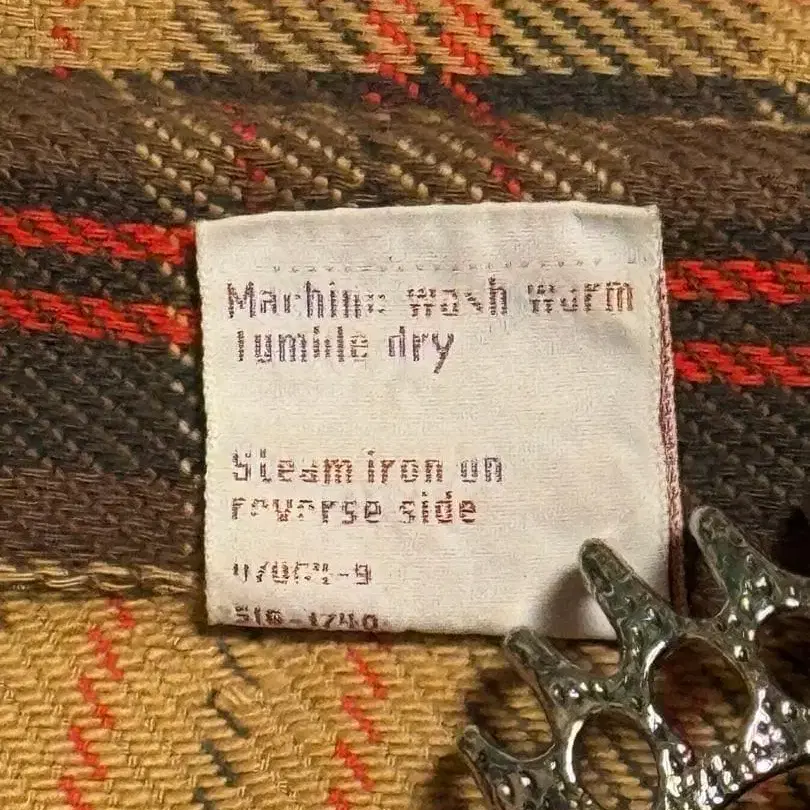 Machine wash warm
Tumble dry
Steam iron on
reverse side